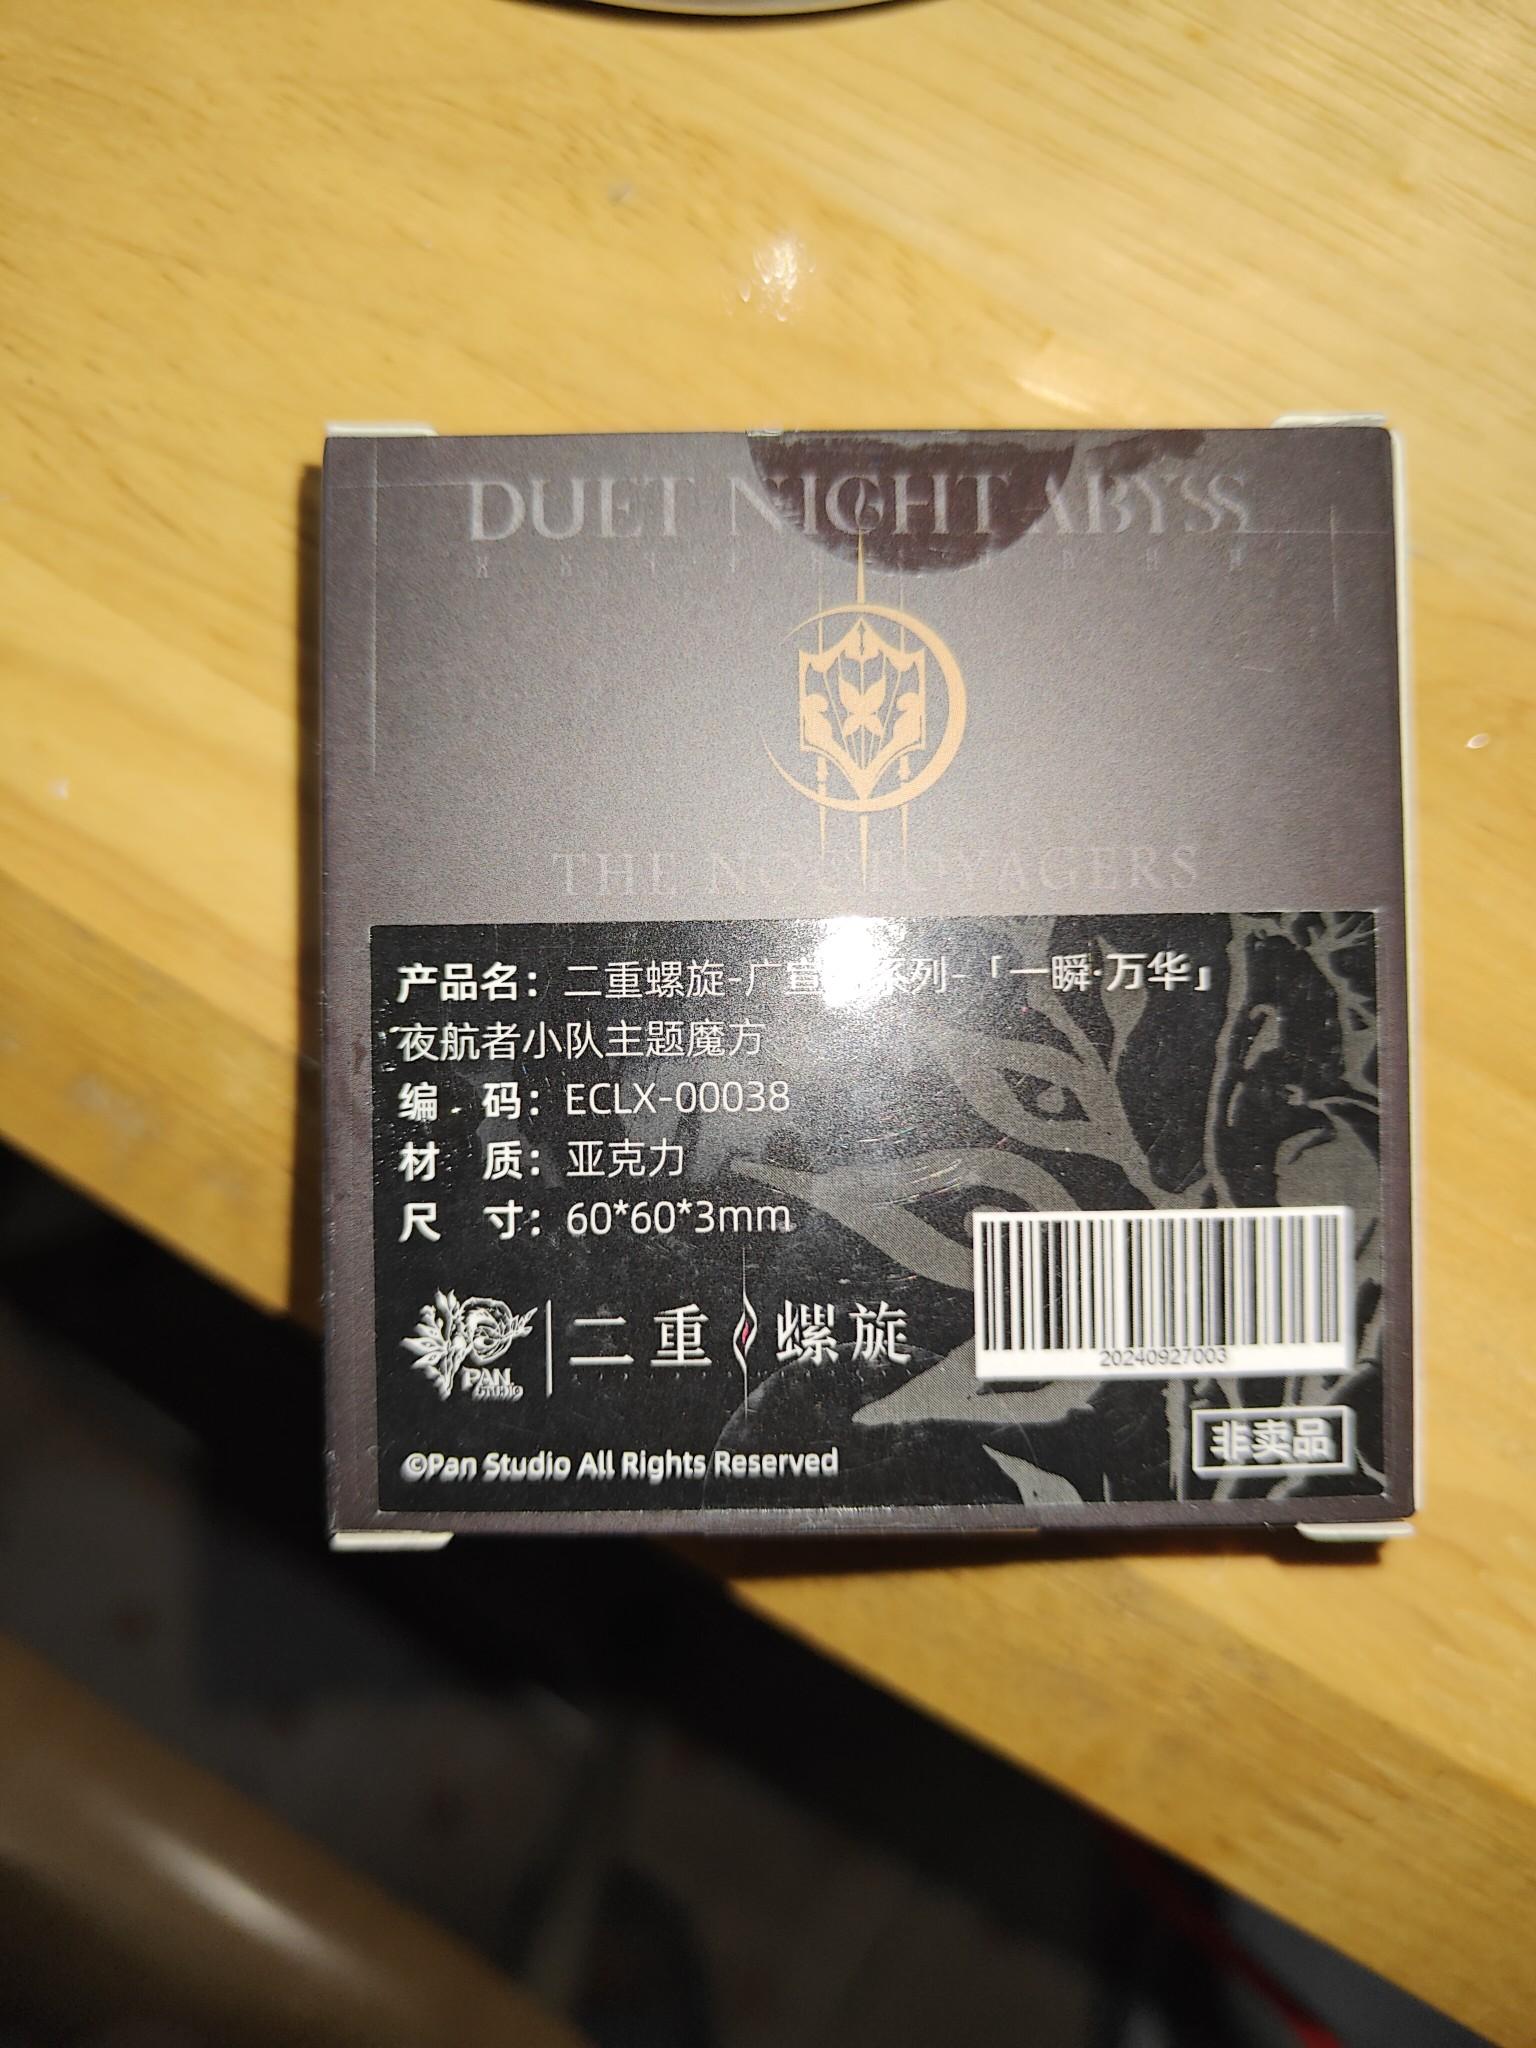 DUET NIGHT ABYSS
THE NOCTOYAGERS
产品名：二重螺旋-广宣 系列-「一瞬·万华」
夜航者小队主题魔方
编 码：ECLX-00038
材 质：亚克力
尺 寸：60*60*3mm
20240927003
PAN STUDIO
二重螺旋
非卖品
©Pan Studio All Rights Reserved